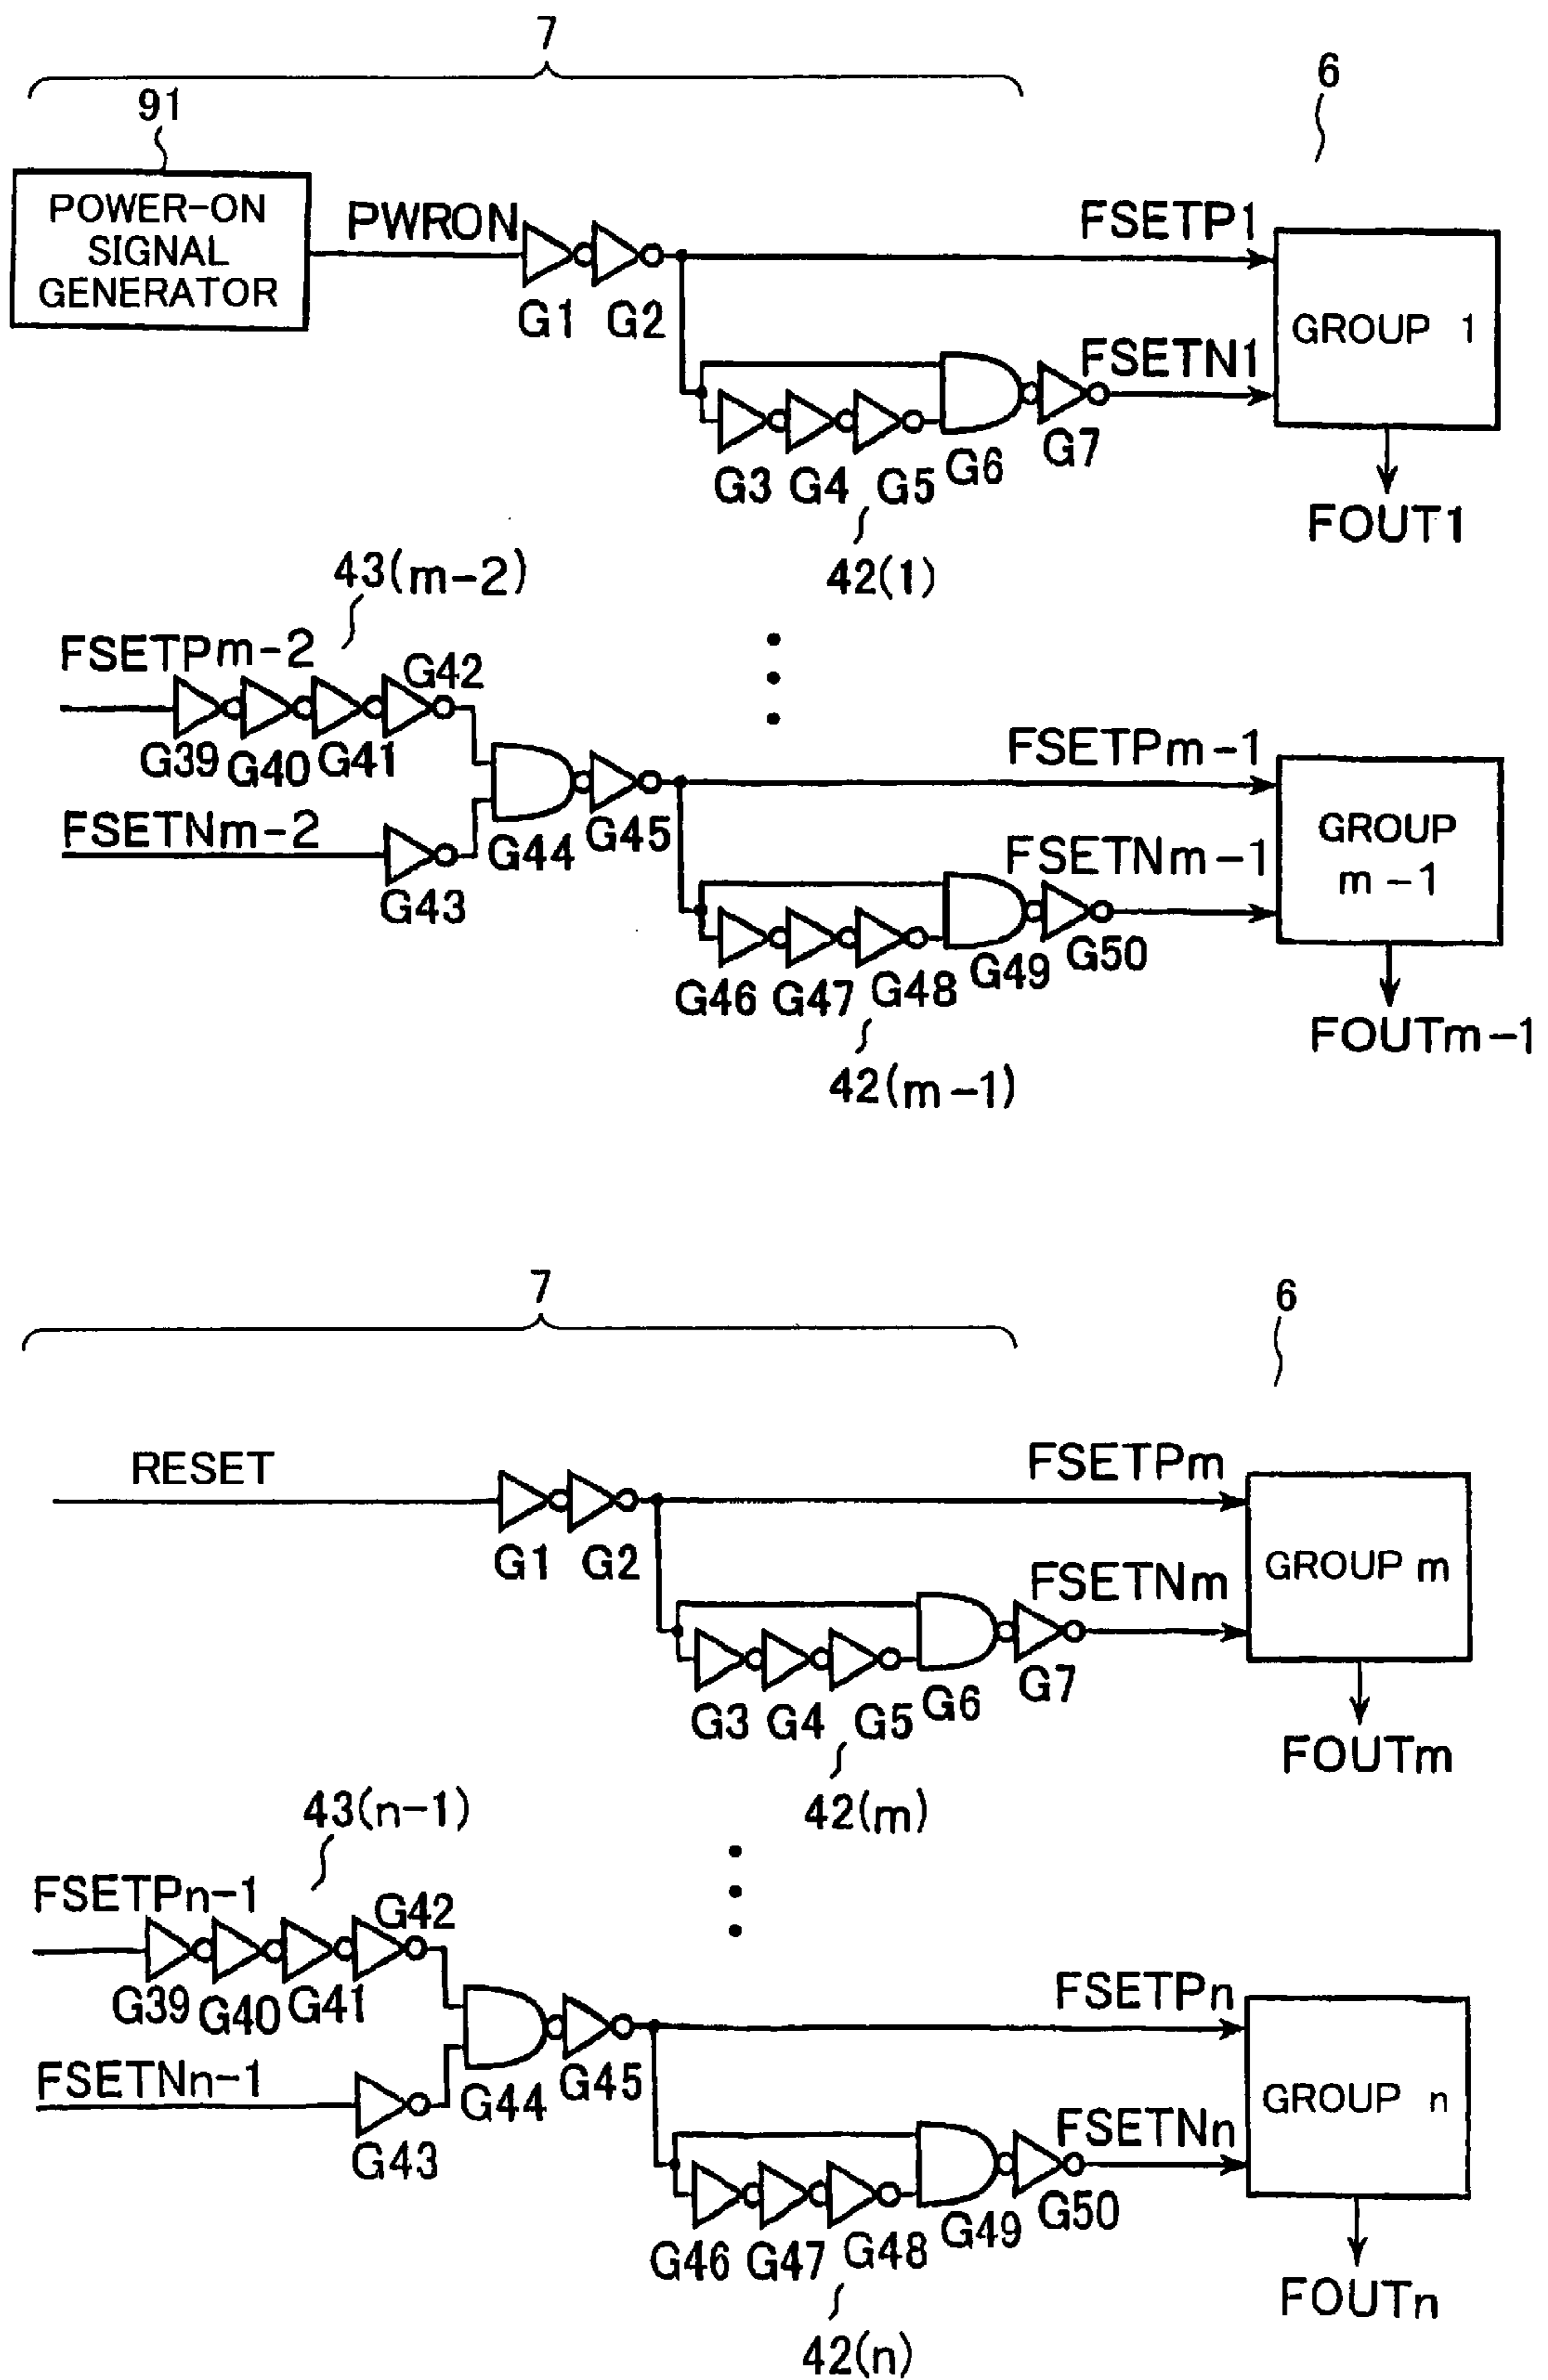 7
6
91
POWER-ON
SIGNAL
GENERATOR
PWRON
G1 G2
FSETP1
GROUP 1
FSETN1
G3 G4 G5 G6 G7
FOUT1
42(1)
43(m-2)
FSETPm-2
G42
G39 G40 G41
FSETNm-2
G43
G44 G45
FSETPm-1
GROUP
m-1
FSETNm-1
G46 G47 G48 G49 G50
FOUTm-1
42(m-1)
7
6
RESET
G1 G2
FSETPm
GROUP m
FSETNm
G3 G4 G5 G6 G7
FOUTm
42(m)
43(n-1)
FSETPn-1
G42
G39 G40 G41
FSETNn-1
G43
G44 G45
FSETPn
GROUP n
FSETNn
G46 G47 G48 G49 G50
FOUTn
42(n)